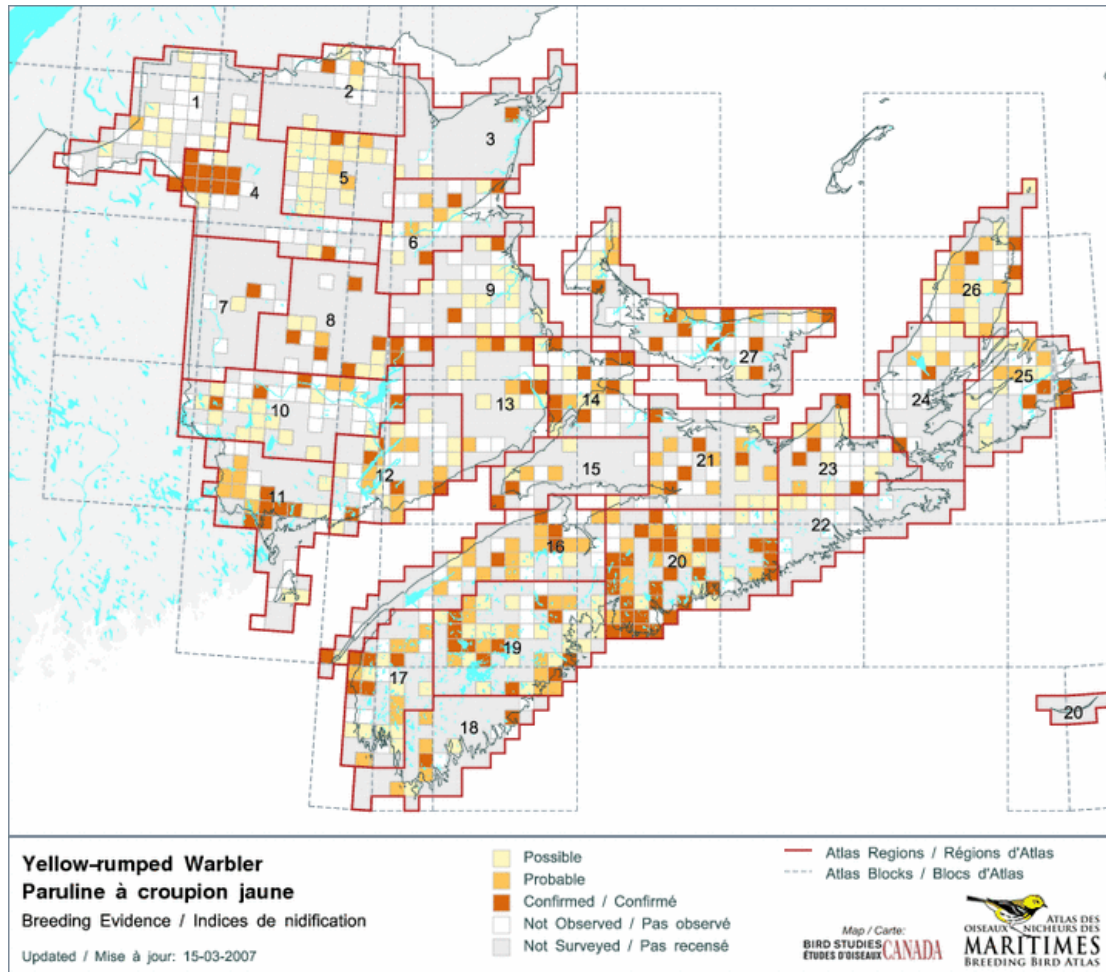 1
2
3
4
5
6
7
8
9
10
11
12
13
14
15
16
17
18
19
20
21
22
23
24
25
26
27
20
Yellow-rumped Warbler
Paruline à croupion jaune
Breeding Evidence / Indices de nidification
Updated / Mise à jour: 15-03-2007
Possible
Probable
Confirmed / Confirmé
Not Observed / Pas observé
Not Surveyed / Pas recensé
Atlas Regions / Régions d'Atlas
Atlas Blocks / Blocs d'Atlas
Map / Carte:
BIRD STUDIES
ÉTUDES D'OISEAUX CANADA
ATLAS DES
OISEAUX NICHEURS DES
MARITIMES
BREEDING BIRD ATLAS